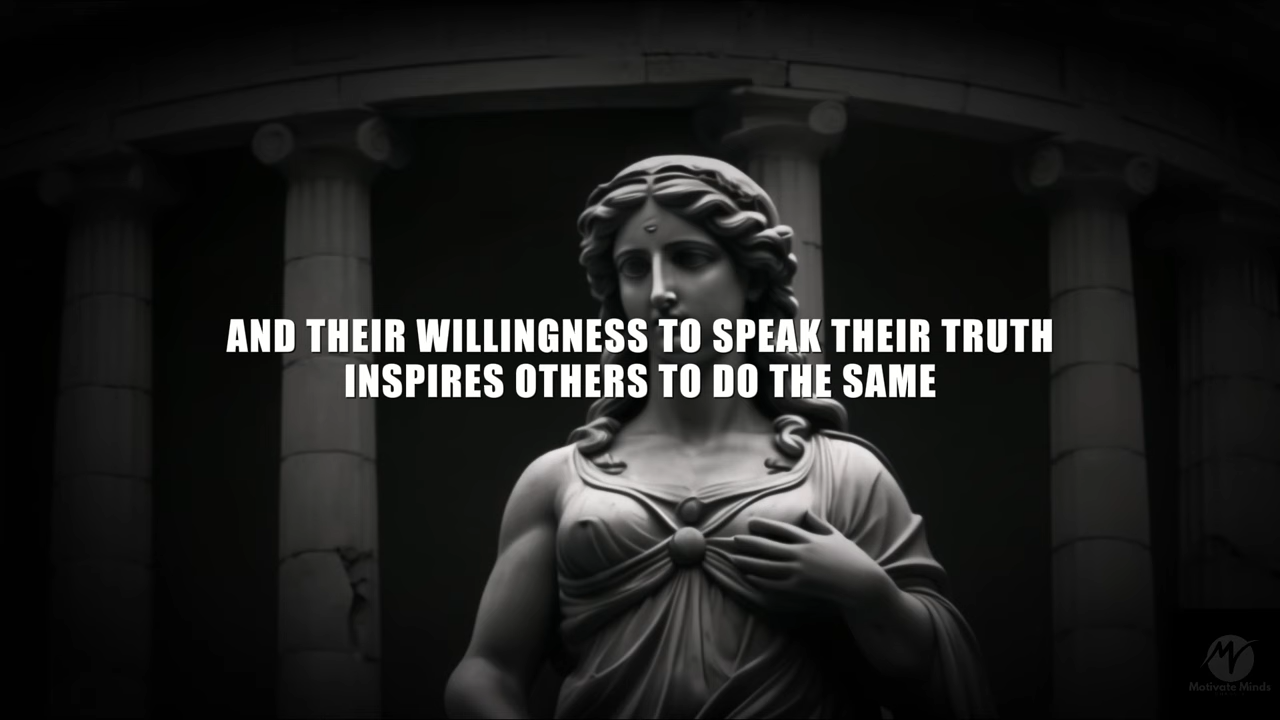 AND THEIR WILLINGNESS TO SPEAK THEIR TRUTH
INSPIRES OTHERS TO DO THE SAME
Motivate Minds